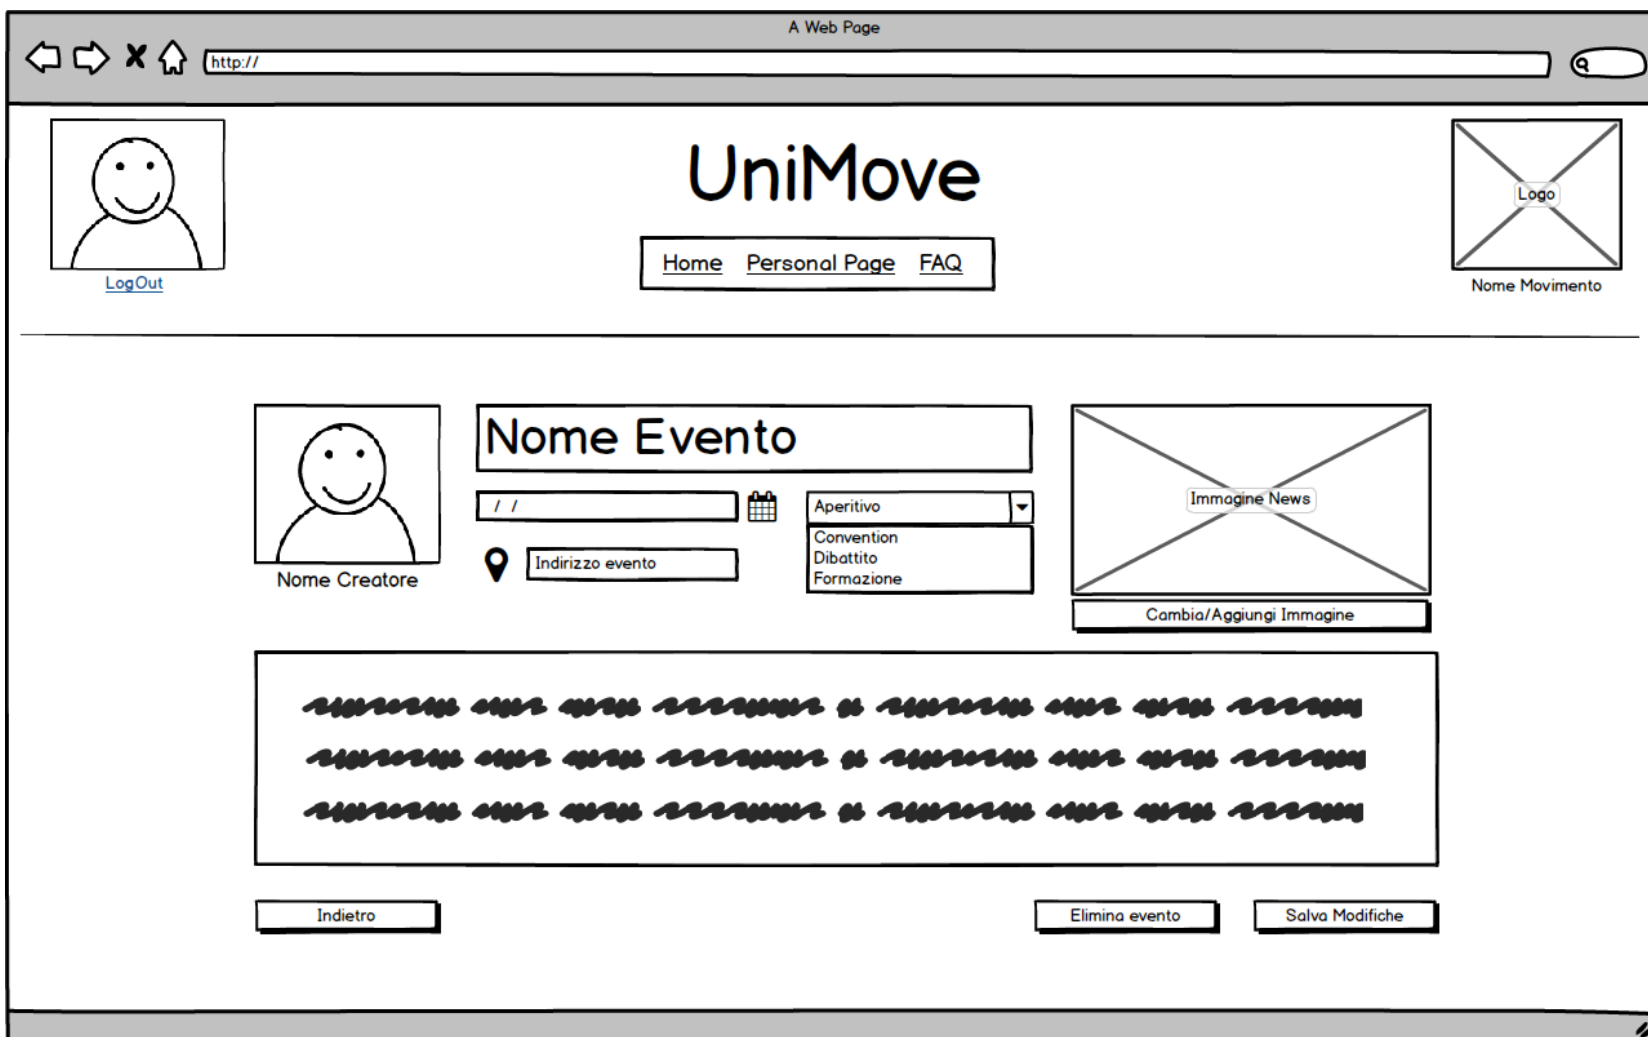 A Web Page
http://
UniMove
Logo
Home Personal Page FAQ
LogOut
Nome Movimento
Nome Evento
/ /
Aperitivo
Immagine News
Convention
Dibattito
Indirizzo evento
Formazione
Nome Creatore
Cambia/Aggiungi Immagine
Indietro
Elimina evento
Salva Modifiche